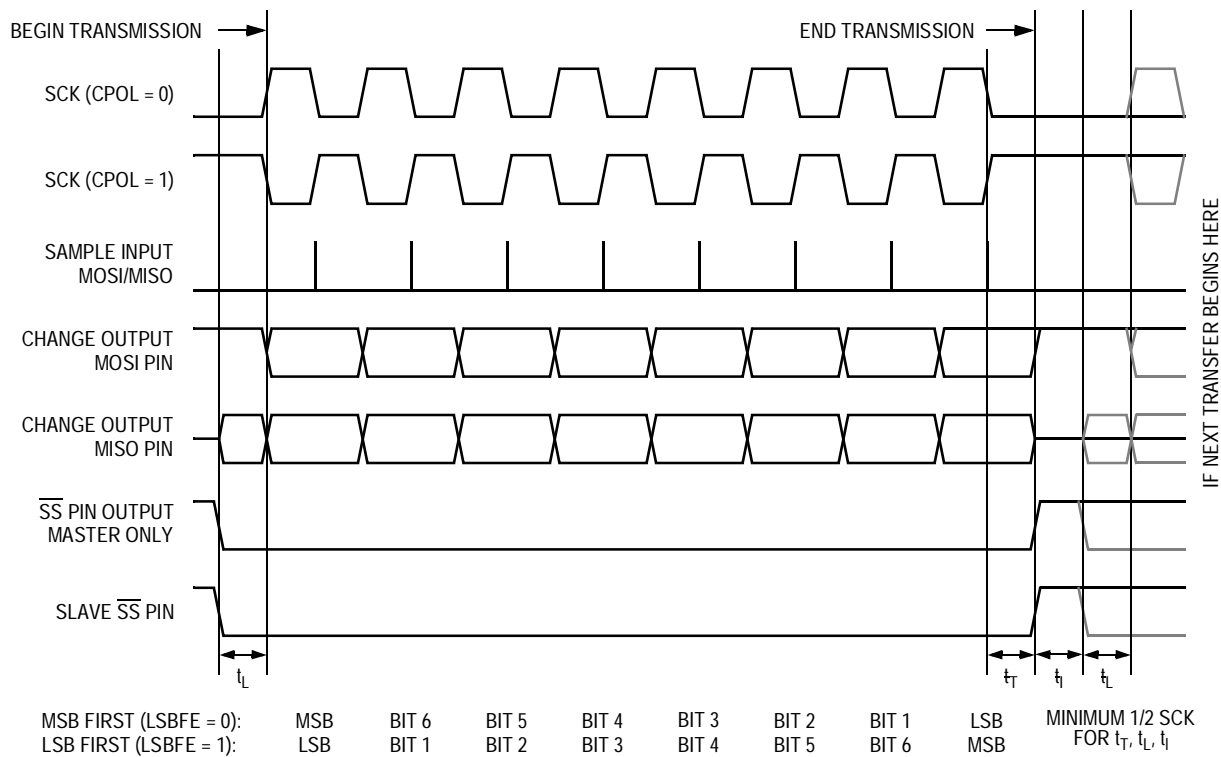 BEGIN TRANSMISSION
END TRANSMISSION
SCK (CPOL = 0)
SCK (CPOL = 1)
SAMPLE INPUT
MOSI/MISO
CHANGE OUTPUT
MOSI PIN
CHANGE OUTPUT
MISO PIN
SS PIN OUTPUT
MASTER ONLY
SLAVE SS PIN
IF NEXT TRANSFER BEGINS HERE
tL
tT
tI
tL
MSB FIRST (LSBFE = 0): MSB BIT 6 BIT 5 BIT 4 BIT 3 BIT 2 BIT 1 LSB
LSB FIRST (LSBFE = 1): LSB BIT 1 BIT 2 BIT 3 BIT 4 BIT 5 BIT 6 MSB
MINIMUM 1/2 SCK
FOR tT, tL, tI